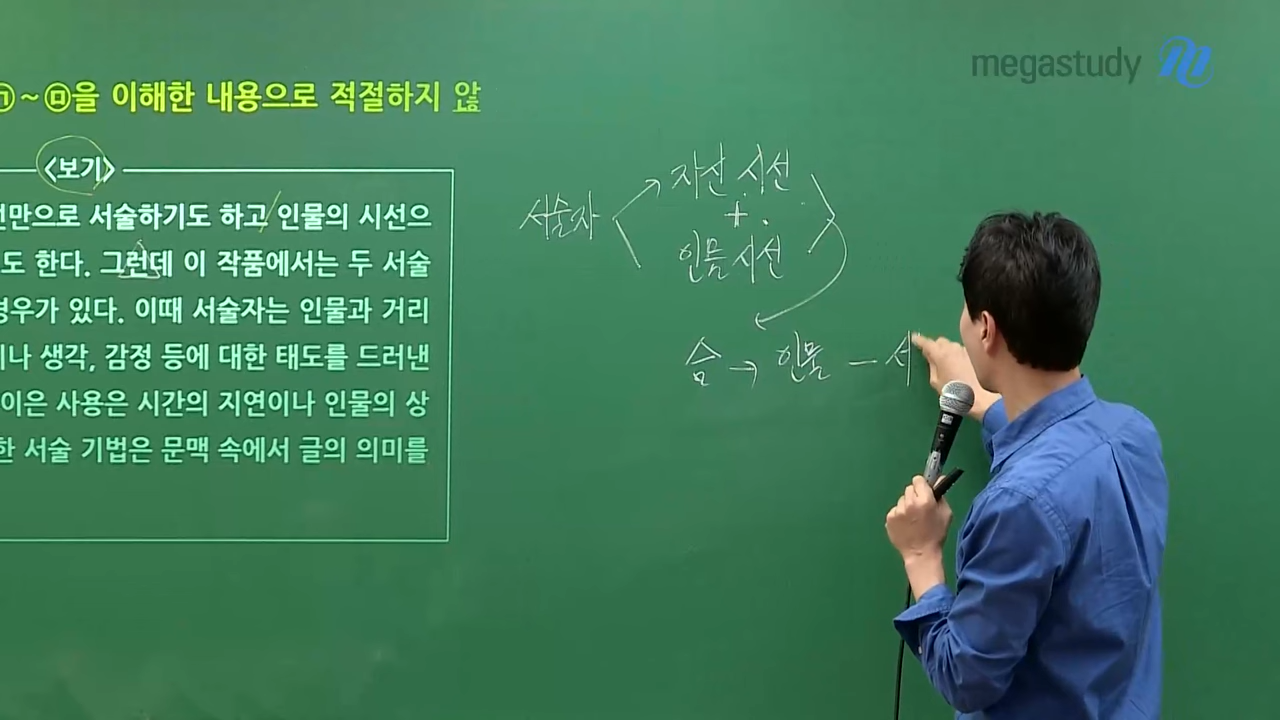 megastudy
㉠~㉤을 이해한 내용으로 적절하지 않
<보기>
선만으로 서술하기도 하고 인물의 시선으
도 한다. 그런데 이 작품에서는 두 서술
경우가 있다. 이때 서술자는 인물과 거리
이나 생각, 감정 등에 대한 태도를 드러낸
이은 사용은 시간의 지연이나 인물의 상
한 서술 기법은 문맥 속에서 글의 의미를
서술자
자신 시선
+
인물 시선
→ 인물 - 서